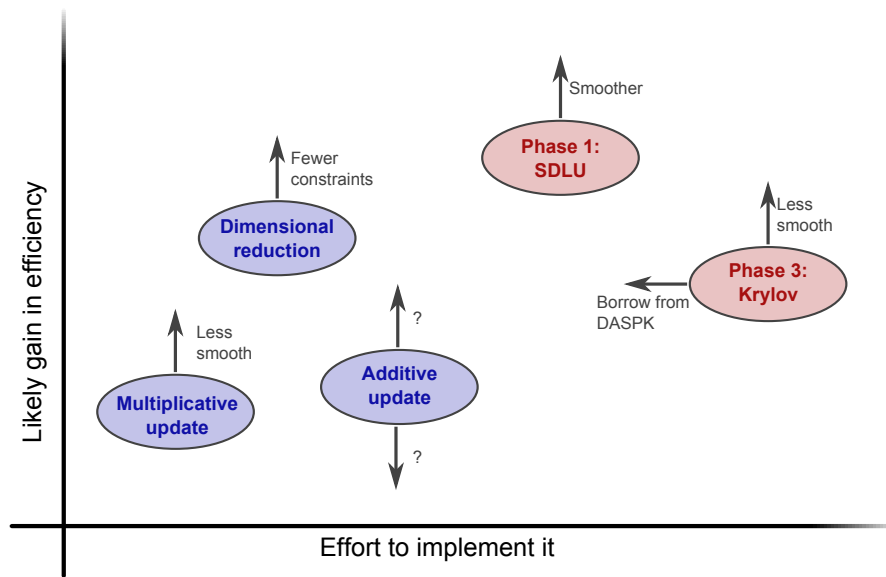 Smoother
Phase 1:
SDLU
Fewer
constraints
Less
smooth
Dimensional
reduction
Phase 3:
Krylov
Borrow from
DASPK
Less
smooth
?
Additive
update
Multiplicative
update
?
Likely gain in efficiency
Effort to implement it